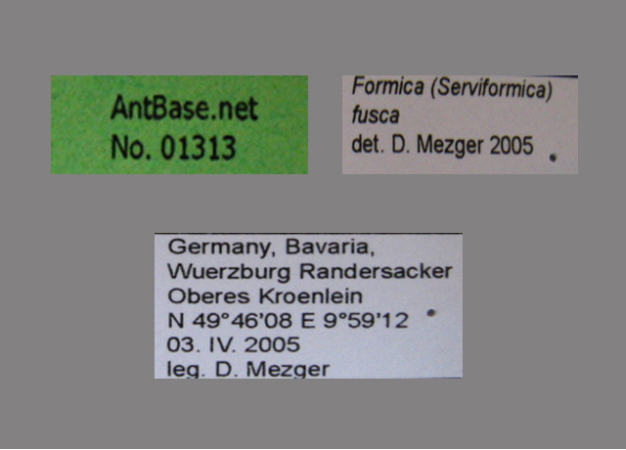 AntBase.net
No. 01313
Formica (Serviformica)
fusca
det. D. Mezger 2005
Germany, Bavaria,
Wuerzburg Randersacker
Oberes Kroenlein
N 49°46'08 E 9°59'12
03. IV. 2005
leg. D. Mezger